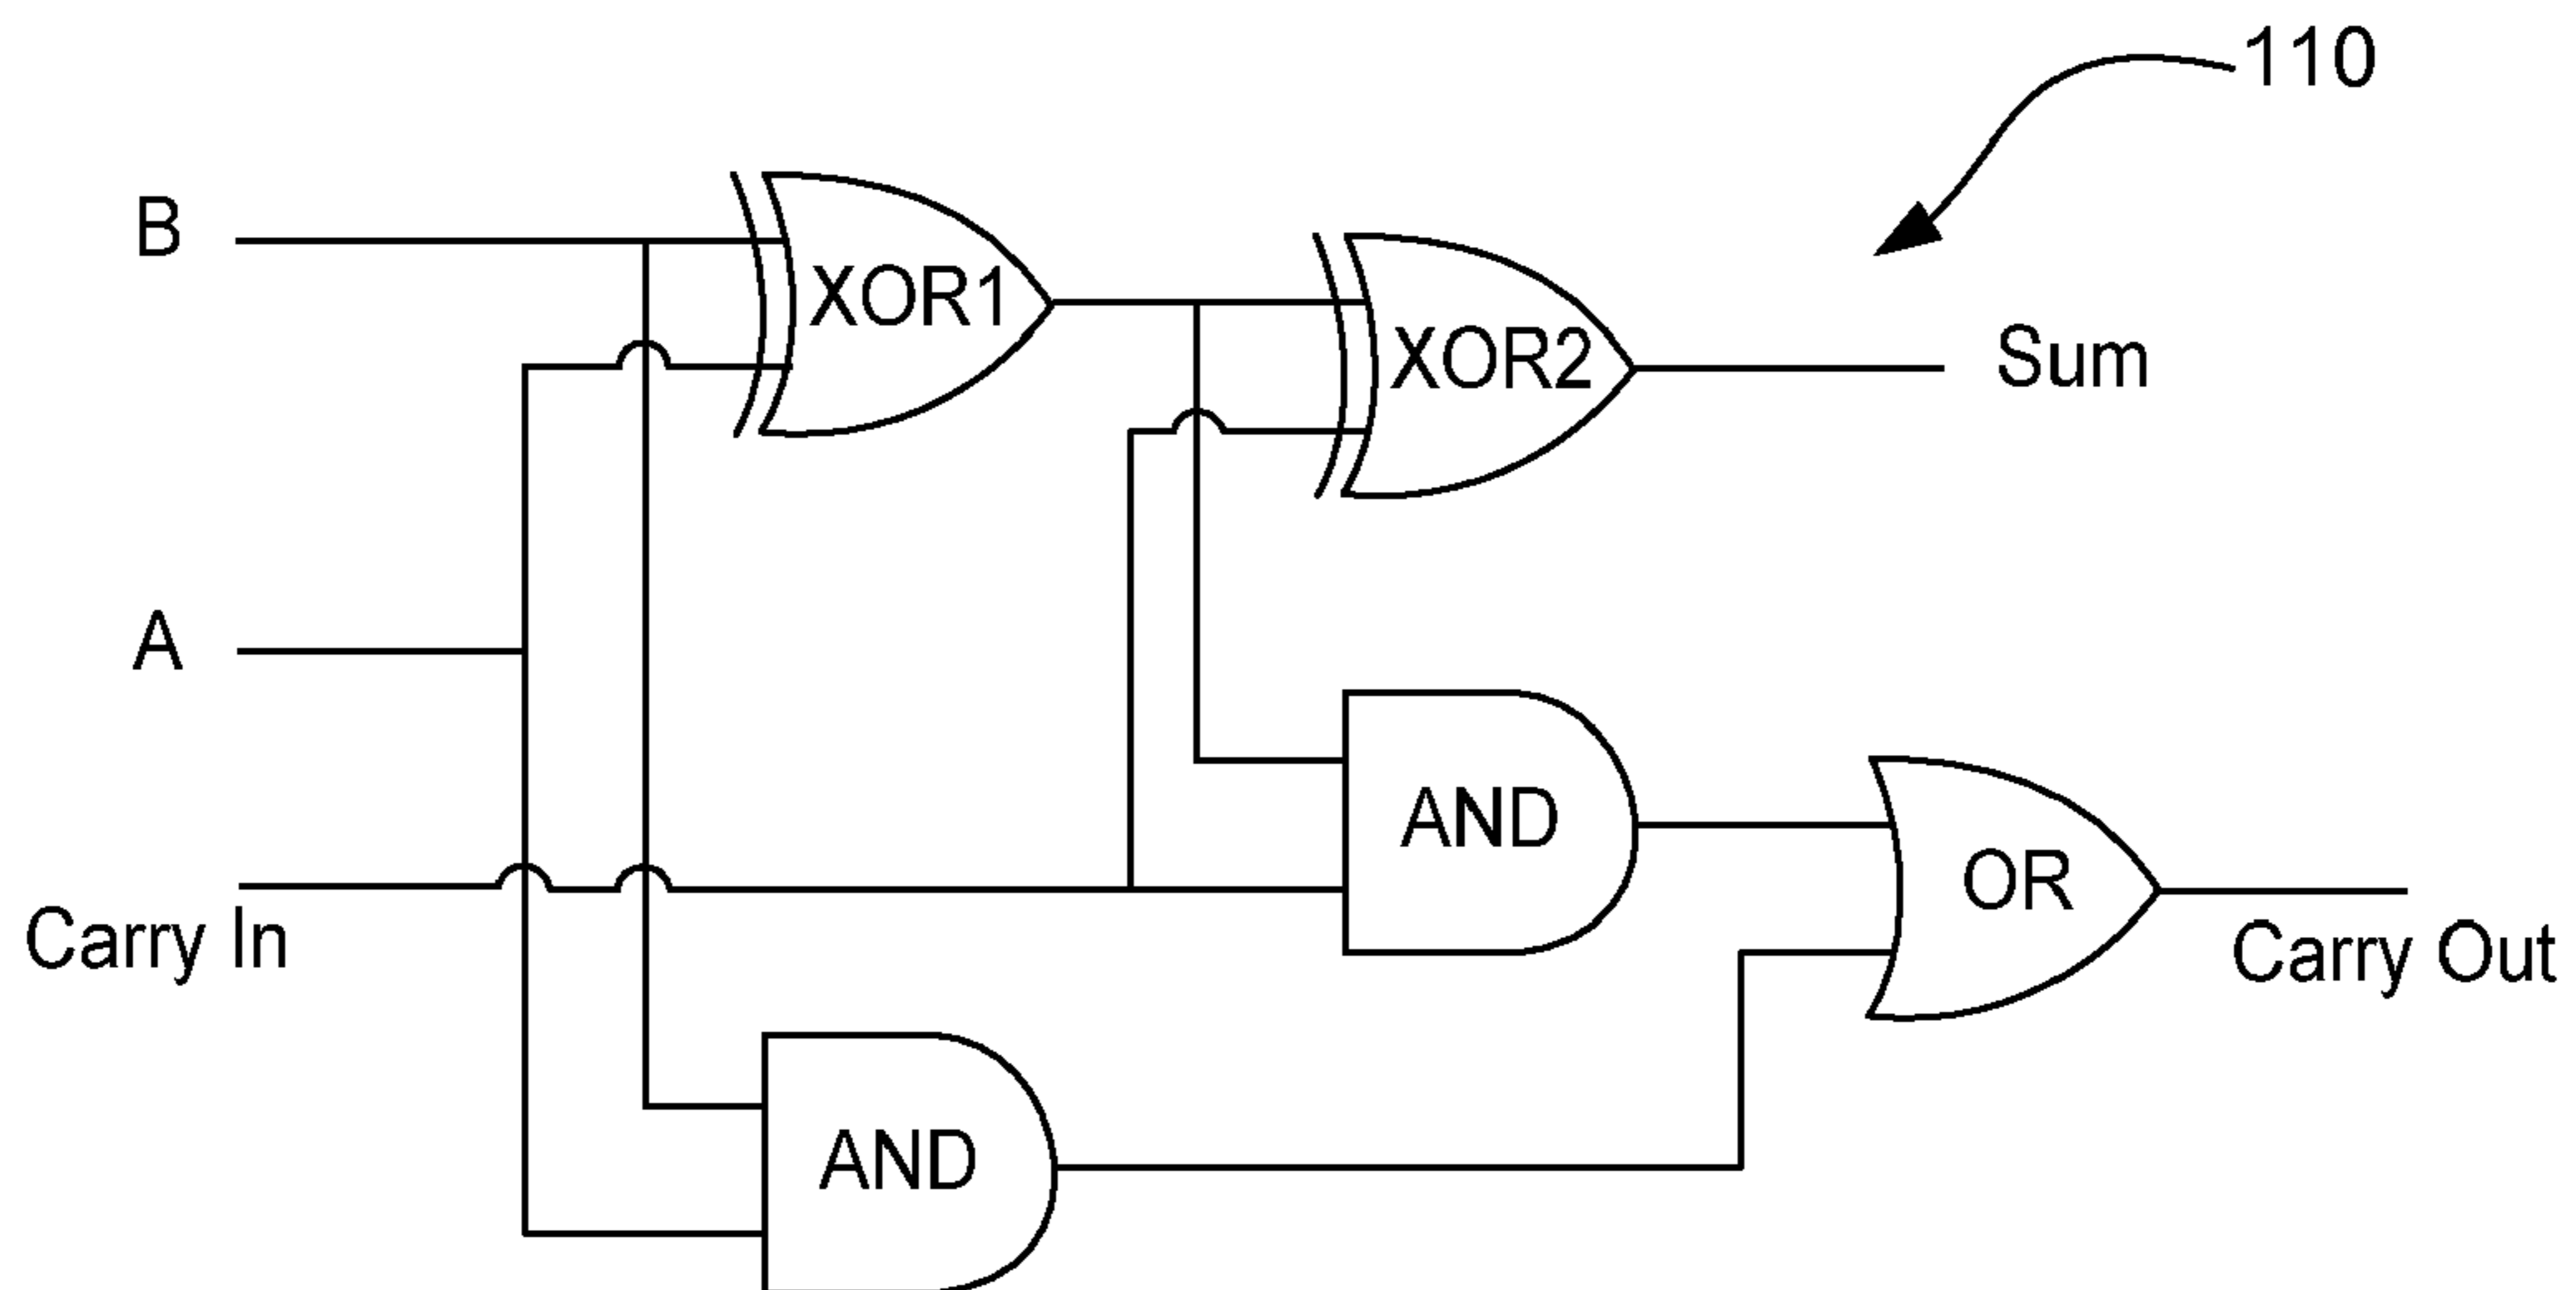 110
B
XOR1
XOR2
Sum
A
AND
OR
Carry In
Carry Out
AND